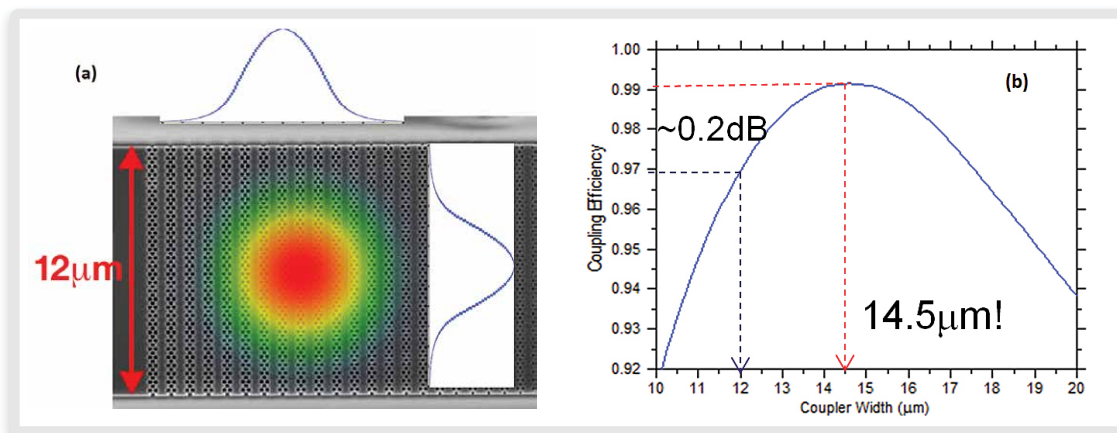 (a)
12μm
(b)
~0.2dB
14.5μm!
Coupling Efficiency
1.00
0.99
0.98
0.97
0.96
0.95
0.94
0.93
0.92
10 11 12 13 14 15 16 17 18 19 20
Coupler Width (μm)